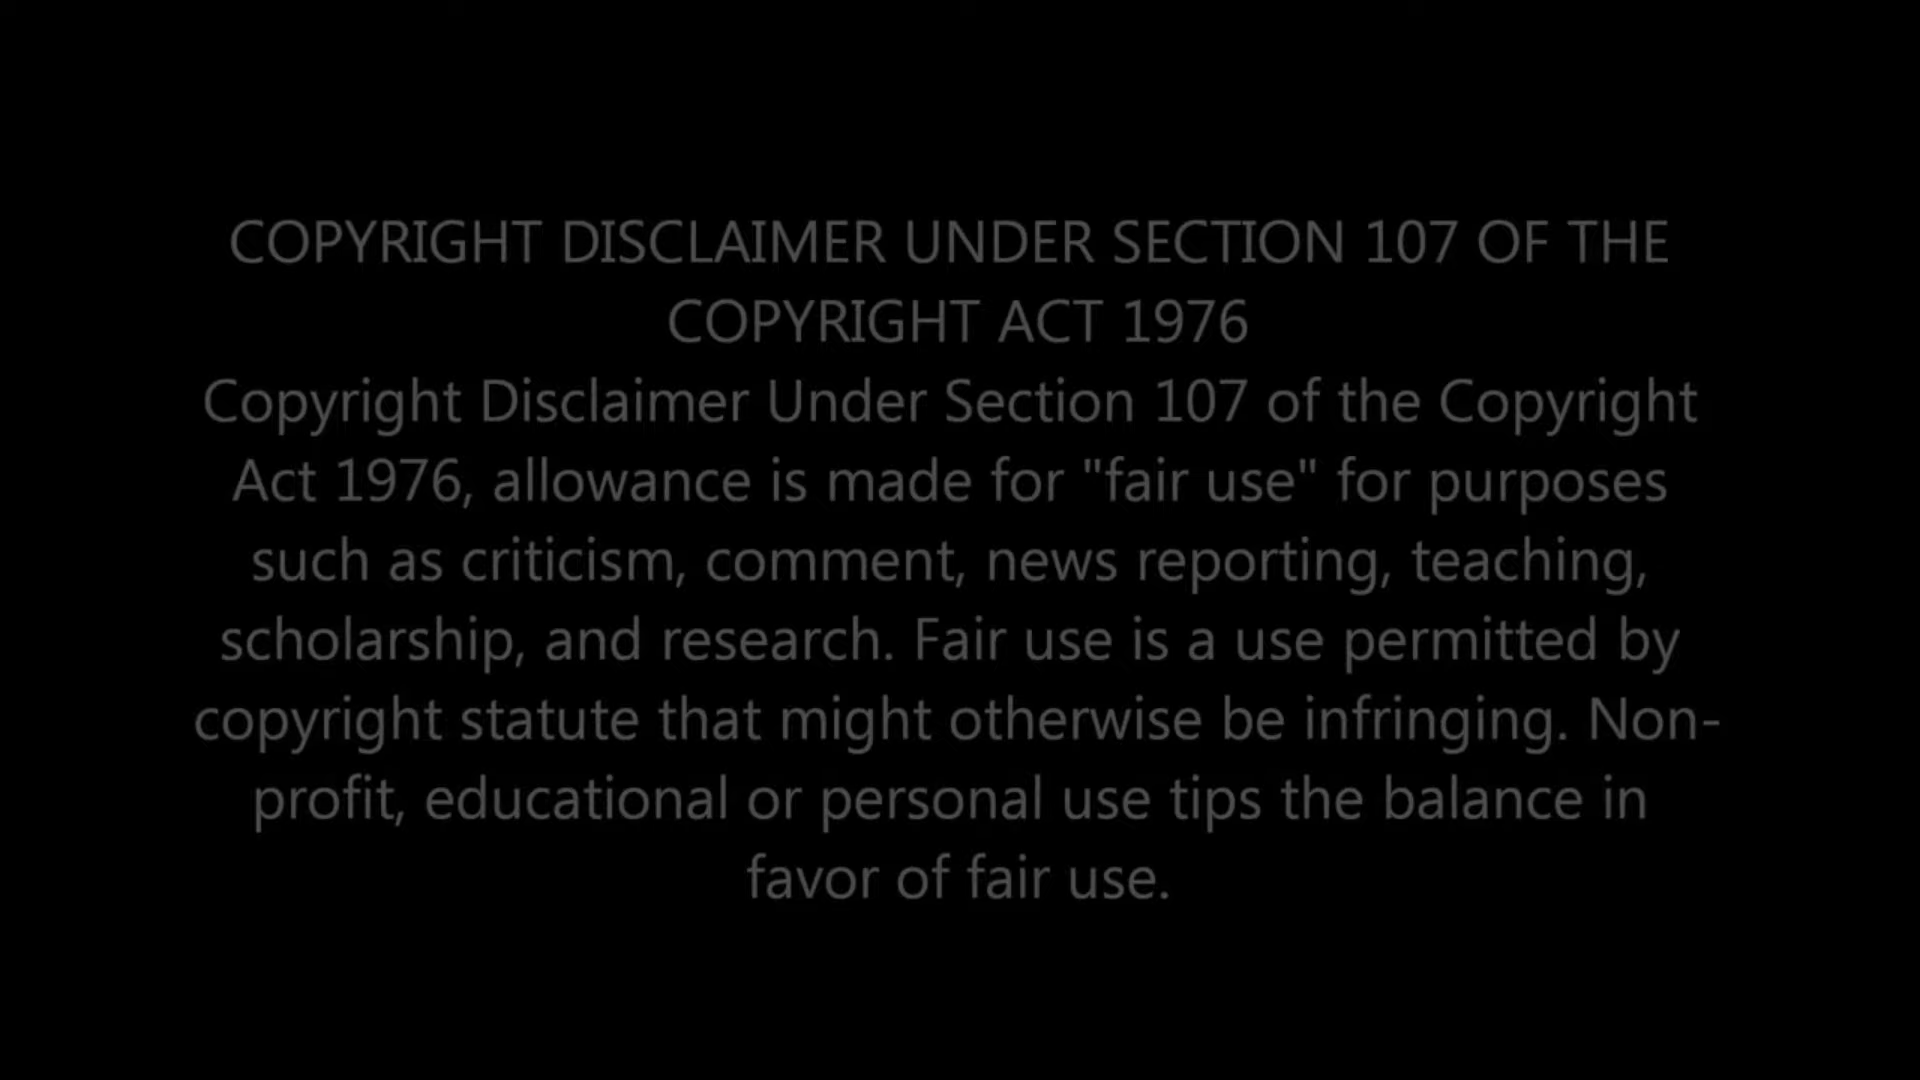 COPYRIGHT DISCLAIMER UNDER SECTION 107 OF THE
COPYRIGHT ACT 1976
Copyright Disclaimer Under Section 107 of the Copyright
Act 1976, allowance is made for "fair use" for purposes
such as criticism, comment, news reporting, teaching,
scholarship, and research. Fair use is a use permitted by
copyright statute that might otherwise be infringing. Non-
profit, educational or personal use tips the balance in
favor of fair use.